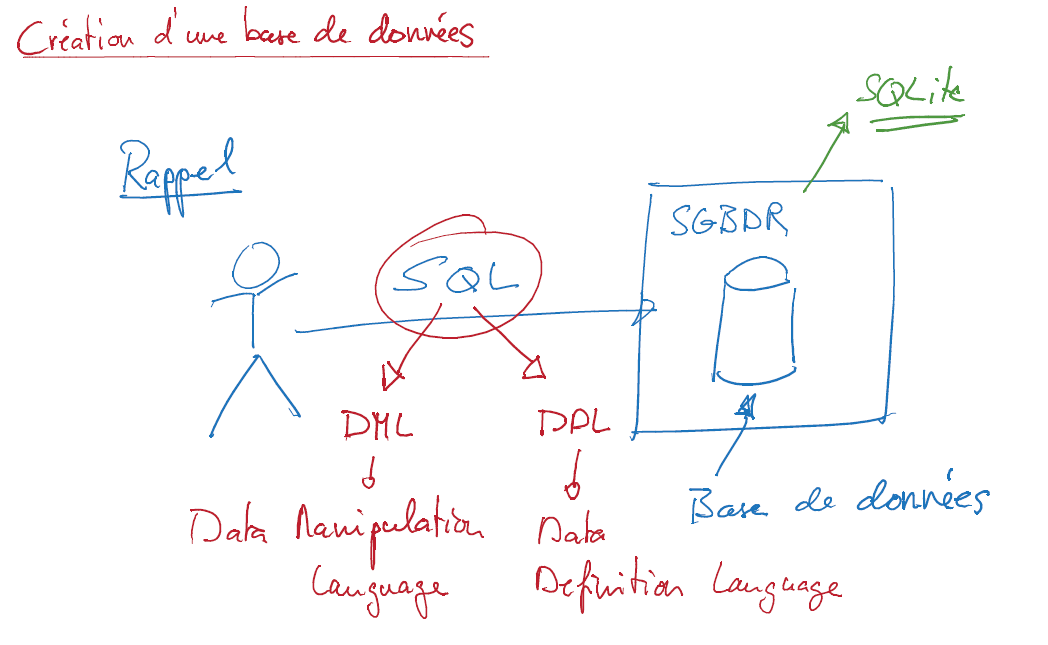 Création d'une base de données
SQLite
Rappel
SGBDR
SQL
DML
DDL
Base de données
Data Manipulation
Language
Data
Definition Language